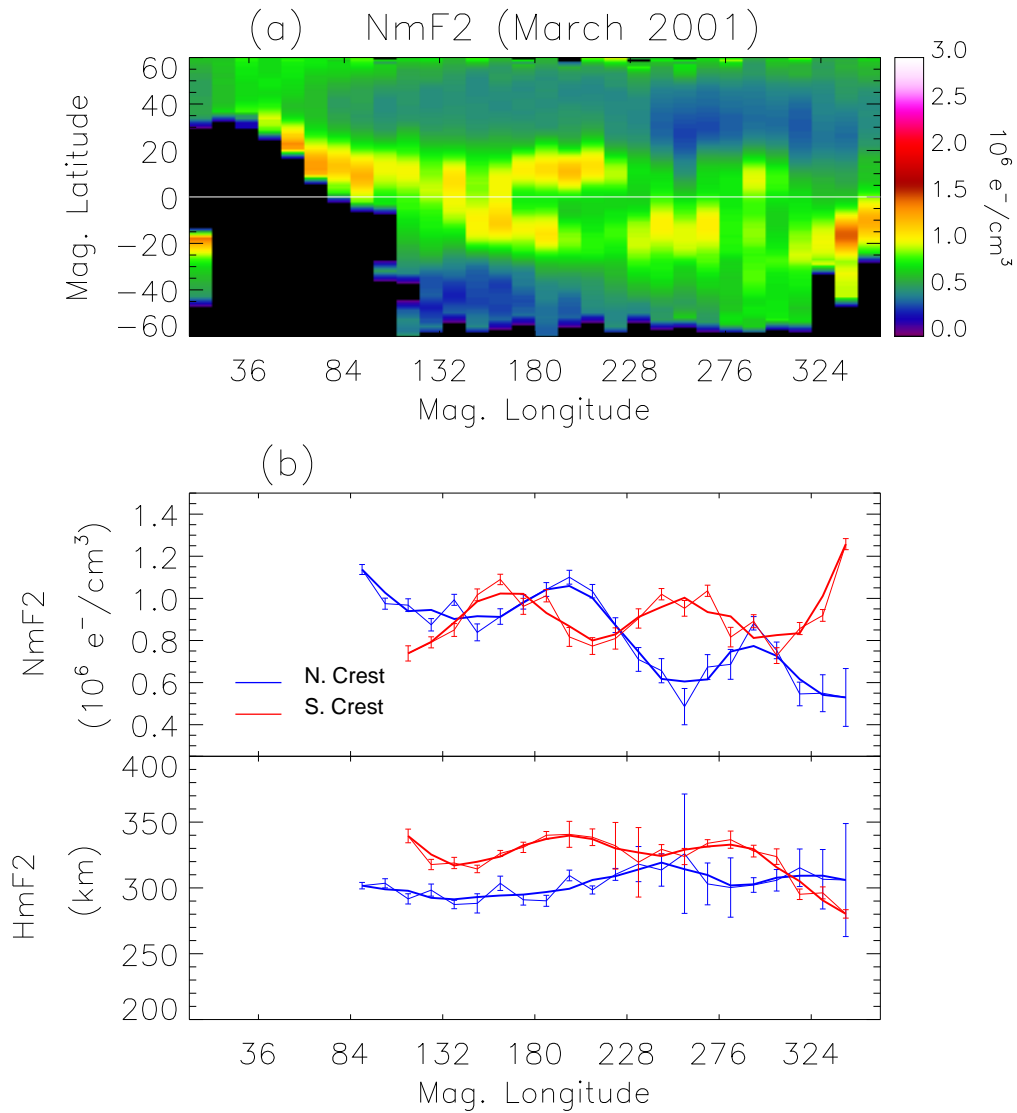 (a) NmF2 (March 2001)
60
40
20
0
−20
−40
−60
Mag. Latitude
36 84 132 180 228 276 324
Mag. Longitude
3.0
2.5
2.0
1.5
1.0
0.5
0.0
10⁶ e⁻/cm³
(b)
1.4
1.2
1.0
0.8
0.6
0.4
NmF2
(10⁶ e⁻/cm³)
N. Crest
S. Crest
400
350
300
250
200
HmF2
(km)
36 84 132 180 228 276 324
Mag. Longitude